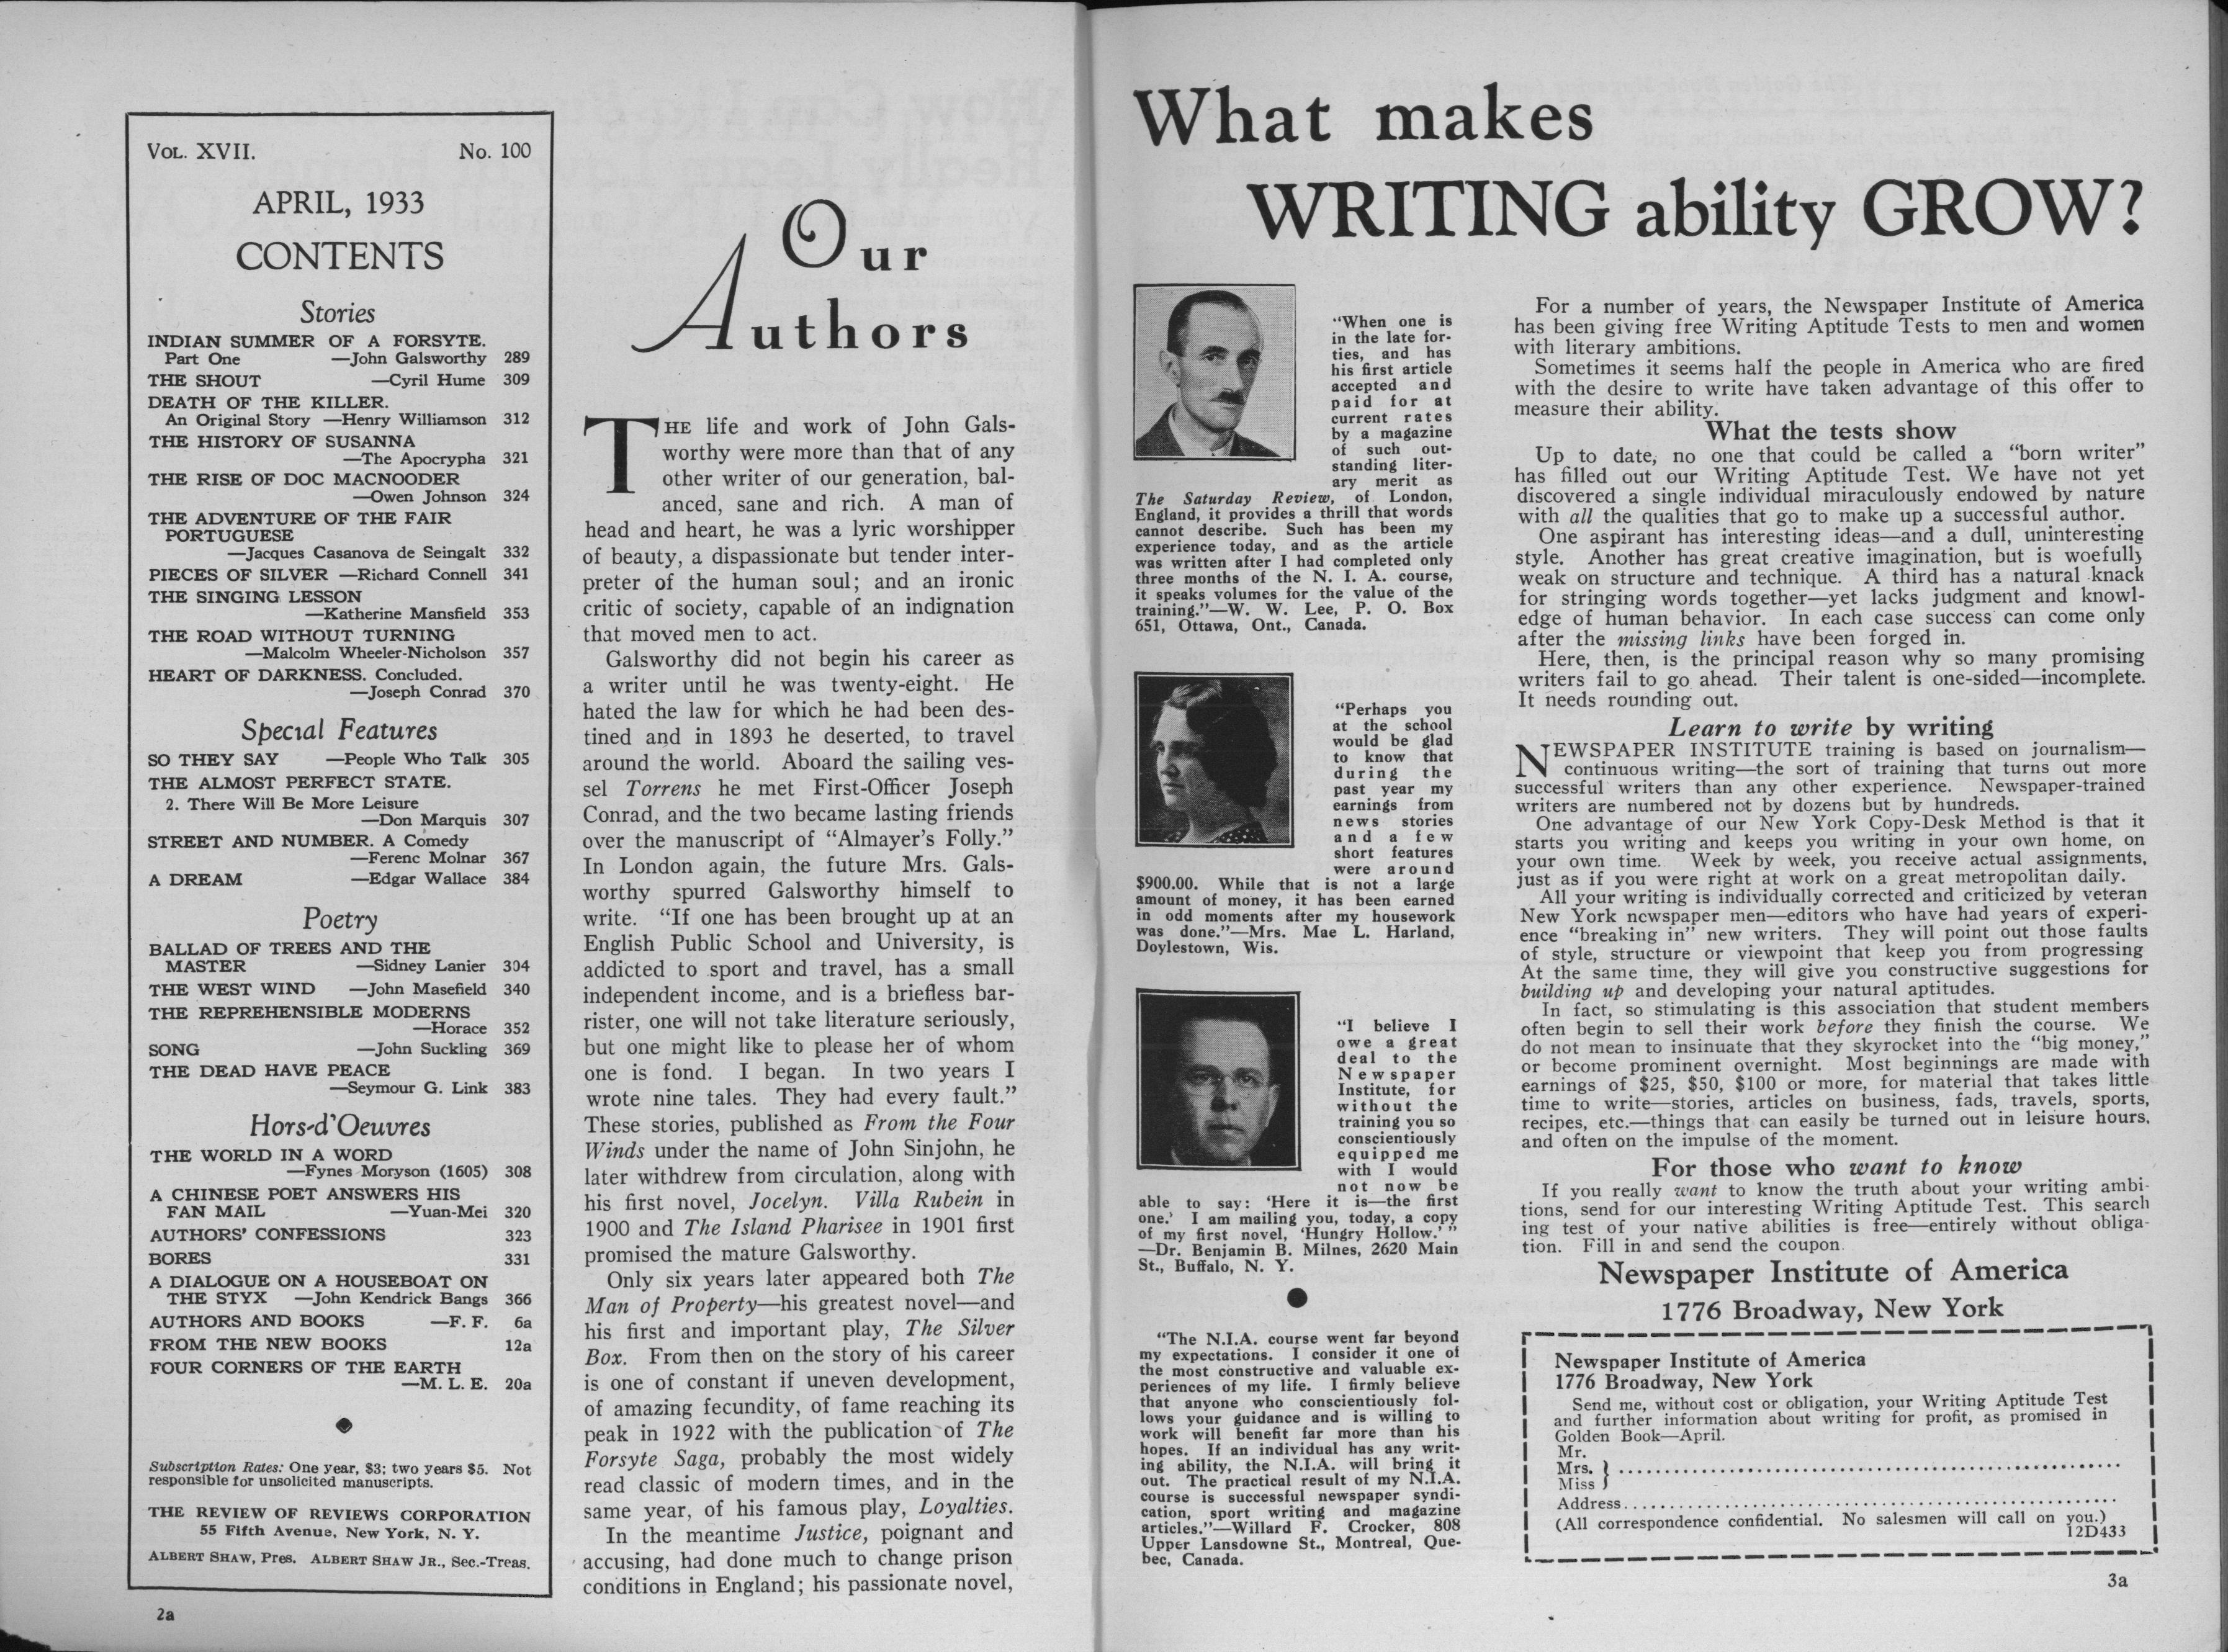 VOL. XVII. No. 100
APRIL, 1933
CONTENTS
Stories
INDIAN SUMMER OF A FORSYTE.
Part One —John Galsworthy 289
THE SHOUT —Cyril Hume 309
DEATH OF THE KILLER.
An Original Story —Henry Williamson 312
THE HISTORY OF SUSANNA
—The Apocrypha 321
THE RISE OF DOC MACNOODER
—Owen Johnson 324
THE ADVENTURE OF THE FAIR
PORTUGUESE
—Jacques Casanova de Seingalt 332
PIECES OF SILVER —Richard Connell 341
THE SINGING LESSON
—Katherine Mansfield 353
THE ROAD WITHOUT TURNING
—Malcolm Wheeler-Nicholson 357
HEART OF DARKNESS. Concluded.
—Joseph Conrad 370
Special Features
SO THEY SAY —People Who Talk 305
THE ALMOST PERFECT STATE.
2. There Will Be More Leisure
—Don Marquis 307
STREET AND NUMBER. A Comedy
—Ferenc Molnar 367
A DREAM —Edgar Wallace 384
Poetry
BALLAD OF TREES AND THE
MASTER —Sidney Lanier 304
THE WEST WIND —John Masefield 340
THE REPREHENSIBLE MODERNS
—Horace 352
SONG —John Suckling 369
THE DEAD HAVE PEACE
—Seymour G. Link 383
Hors-d'Oeuvres
THE WORLD IN A WORD
—Fynes Moryson (1605) 308
A CHINESE POET ANSWERS HIS
FAN MAIL —Yuan-Mei 320
AUTHORS' CONFESSIONS 323
BORES 331
A DIALOGUE ON A HOUSEBOAT ON
THE STYX —John Kendrick Bangs 366
AUTHORS AND BOOKS —F. F. 6a
FROM THE NEW BOOKS 12a
FOUR CORNERS OF THE EARTH
—M. L. E. 20a
Subscription Rates: One year, $3; two years $5. Not
responsible for unsolicited manuscripts.
THE REVIEW OF REVIEWS CORPORATION
55 Fifth Avenue, New York, N. Y.
ALBERT SHAW, Pres. ALBERT SHAW JR., Sec.-Treas.
2a
Our
Authors
THE life and work of John Gals-
worthy were more than that of any
other writer of our generation, bal-
anced, sane and rich. A man of
head and heart, he was a lyric worshipper
of beauty, a dispassionate but tender inter-
preter of the human soul; and an ironic
critic of society, capable of an indignation
that moved men to act.
Galsworthy did not begin his career as
a writer until he was twenty-eight. He
hated the law for which he had been des-
tined and in 1893 he deserted, to travel
around the world. Aboard the sailing ves-
sel Torrens he met First-Officer Joseph
Conrad, and the two became lasting friends
over the manuscript of “Almayer's Folly.”
In London again, the future Mrs. Gals-
worthy spurred Galsworthy himself to
write. “If one has been brought up at an
English Public School and University, is
addicted to sport and travel, has a small
independent income, and is a briefless bar-
rister, one will not take literature seriously,
but one might like to please her of whom
one is fond. I began. In two years I
wrote nine tales. They had every fault.”
These stories, published as From the Four
Winds under the name of John Sinjohn, he
later withdrew from circulation, along with
his first novel, Jocelyn. Villa Rubein in
1900 and The Island Pharisee in 1901 first
promised the mature Galsworthy.
Only six years later appeared both The
Man of Property—his greatest novel—and
his first and important play, The Silver
Box. From then on the story of his career
is one of constant if uneven development,
of amazing fecundity, of fame reaching its
peak in 1922 with the publication of The
Forsyte Saga, probably the most widely
read classic of modern times, and in the
same year, of his famous play, Loyalties.
In the meantime Justice, poignant and
accusing, had done much to change prison
conditions in England; his passionate novel,
What makes
WRITING ability GROW?
“When one is
in the late for-
ties, and has
his first article
accepted and
paid for at
current rates
by a magazine
of such out-
standing liter-
ary merit as
The Saturday Review, of London,
England, it provides a thrill that words
cannot describe. Such has been my
experience today, and as the article
was written after I had completed only
three months of the N. I. A. course,
it speaks volumes for the value of the
training.”—W. W. Lee, P. O. Box
651, Ottawa, Ont., Canada.
“Perhaps you
at the school
would be glad
to know that
during the
past year my
earnings from
news stories
and a few
short features
were around
$900.00. While that is not a large
amount of money, it has been earned
in odd moments after my housework
was done.”—Mrs. Mae L. Harland,
Doylestown, Wis.
“I believe I
owe a great
deal to the
Newspaper
Institute, for
without the
training you so
conscientiously
equipped me
with I would
not now be
able to say: ‘Here it is—the first
one.’ I am mailing you, today, a copy
of my first novel, ‘Hungry Hollow.’ ”
—Dr. Benjamin B. Milnes, 2620 Main
St., Buffalo, N. Y.
“The N.I.A. course went far beyond
my expectations. I consider it one of
the most constructive and valuable ex-
periences of my life. I firmly believe
that anyone who conscientiously fol-
lows your guidance and is willing to
work will benefit far more than his
hopes. If an individual has any writ-
ing ability, the N.I.A. will bring it
out. The practical result of my N.I.A.
course is successful newspaper syndi-
cation, sport writing and magazine
articles.”—Willard F. Crocker, 808
Upper Lansdowne St., Montreal, Que-
bec, Canada.
For a number of years, the Newspaper Institute of America
has been giving free Writing Aptitude Tests to men and women
with literary ambitions.
Sometimes it seems half the people in America who are fired
with the desire to write have taken advantage of this offer to
measure their ability.
What the tests show
Up to date, no one that could be called a “born writer”
has filled out our Writing Aptitude Test. We have not yet
discovered a single individual miraculously endowed by nature
with all the qualities that go to make up a successful author.
One aspirant has interesting ideas—and a dull, uninteresting
style. Another has great creative imagination, but is woefully
weak on structure and technique. A third has a natural knack
for stringing words together—yet lacks judgment and knowl-
edge of human behavior. In each case success can come only
after the missing links have been forged in.
Here, then, is the principal reason why so many promising
writers fail to go ahead. Their talent is one-sided—incomplete.
It needs rounding out.
Learn to write by writing
NEWSPAPER INSTITUTE training is based on journalism—
continuous writing—the sort of training that turns out more
successful writers than any other experience. Newspaper-trained
writers are numbered not by dozens but by hundreds.
One advantage of our New York Copy-Desk Method is that it
starts you writing and keeps you writing in your own home, on
your own time. Week by week, you receive actual assignments,
just as if you were right at work on a great metropolitan daily.
All your writing is individually corrected and criticized by veteran
New York newspaper men—editors who have had years of experi-
ence “breaking in” new writers. They will point out those faults
of style, structure or viewpoint that keep you from progressing
At the same time, they will give you constructive suggestions for
building up and developing your natural aptitudes.
In fact, so stimulating is this association that student members
often begin to sell their work before they finish the course. We
do not mean to insinuate that they skyrocket into the “big money,”
or become prominent overnight. Most beginnings are made with
earnings of $25, $50, $100 or more, for material that takes little
time to write—stories, articles on business, fads, travels, sports,
recipes, etc.—things that can easily be turned out in leisure hours,
and often on the impulse of the moment.
For those who want to know
If you really want to know the truth about your writing ambi-
tions, send for our interesting Writing Aptitude Test. This search
ing test of your native abilities is free—entirely without obliga-
tion. Fill in and send the coupon.
Newspaper Institute of America
1776 Broadway, New York
Newspaper Institute of America
1776 Broadway, New York
Send me, without cost or obligation, your Writing Aptitude Test
and further information about writing for profit, as promised in
Golden Book—April.
Mr.
Mrs.
Miss
Address
(All correspondence confidential. No salesmen will call on you.)
12D433
3a